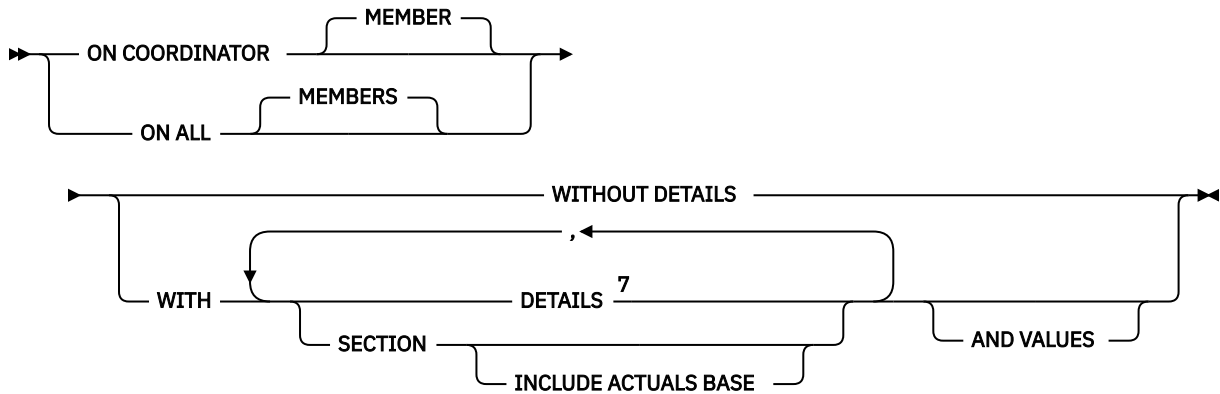 MEMBER
ON COORDINATOR
MEMBERS
ON ALL
WITHOUT DETAILS
,
7
WITH DETAILS
SECTION AND VALUES
INCLUDE ACTUALS BASE